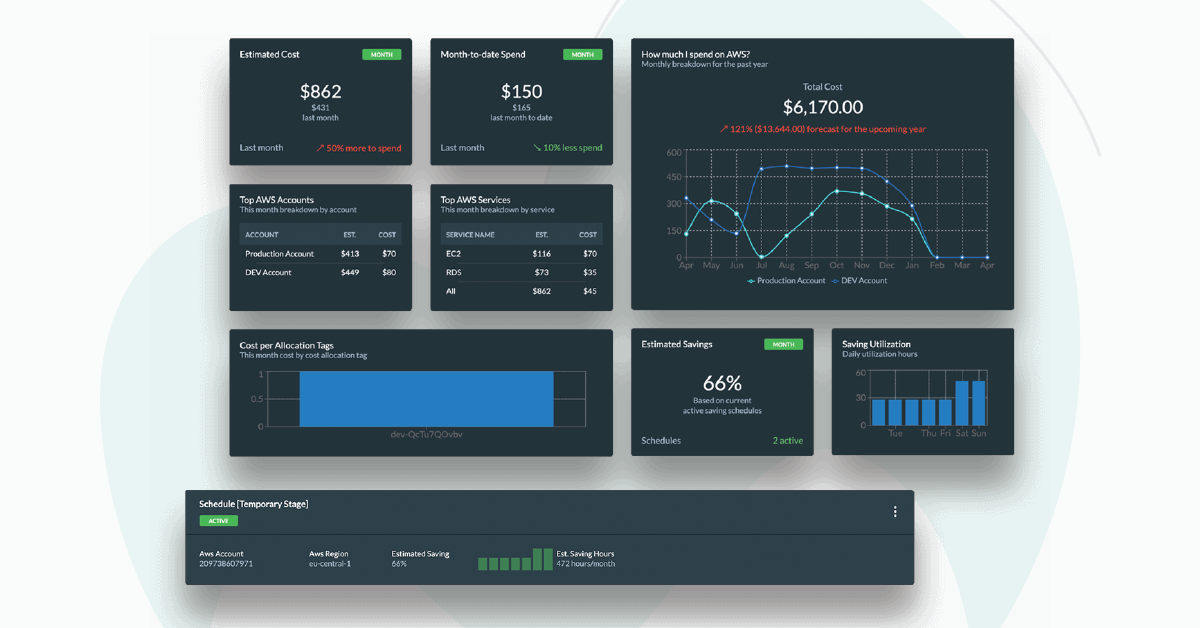 Estimated Cost MONTH
$862
$431
last month
Last month ↗ 50% more to spend
Month-to-date Spend MONTH
$150
$165
last month to date
Last month ↘ 10% less spend
How much I spend on AWS?
Monthly breakdown for the past year
Total Cost
$6,170.00
↗ 121% ($13,644.00) forecast for the upcoming year
600
450
300
150
0
Apr May Jun Jul Aug Sep Oct Nov Dec Jan Feb Mar Apr
Production Account DEV Account
Top AWS Accounts
This month breakdown by account
ACCOUNT EST. COST
Production Account $413 $70
DEV Account $449 $80
Top AWS Services
This month breakdown by service
SERVICE NAME EST. COST
EC2 $116 $70
RDS $73 $35
All $862 $45
Cost per Allocation Tags
This month cost by cost allocation tag
1
0.5
0
dev-QcTu7QOvbv
Estimated Savings MONTH
66%
Based on current
active saving schedules
Schedules 2 active
Saving Utilization
Daily utilization hours
60
30
0
Tue Thu Fri Sat Sun
Schedule [Temporary Stage]
ACTIVE
Aws Account Aws Region Estimated Saving Est. Saving Hours
209738607971 eu-central-1 66% 472 hours/month